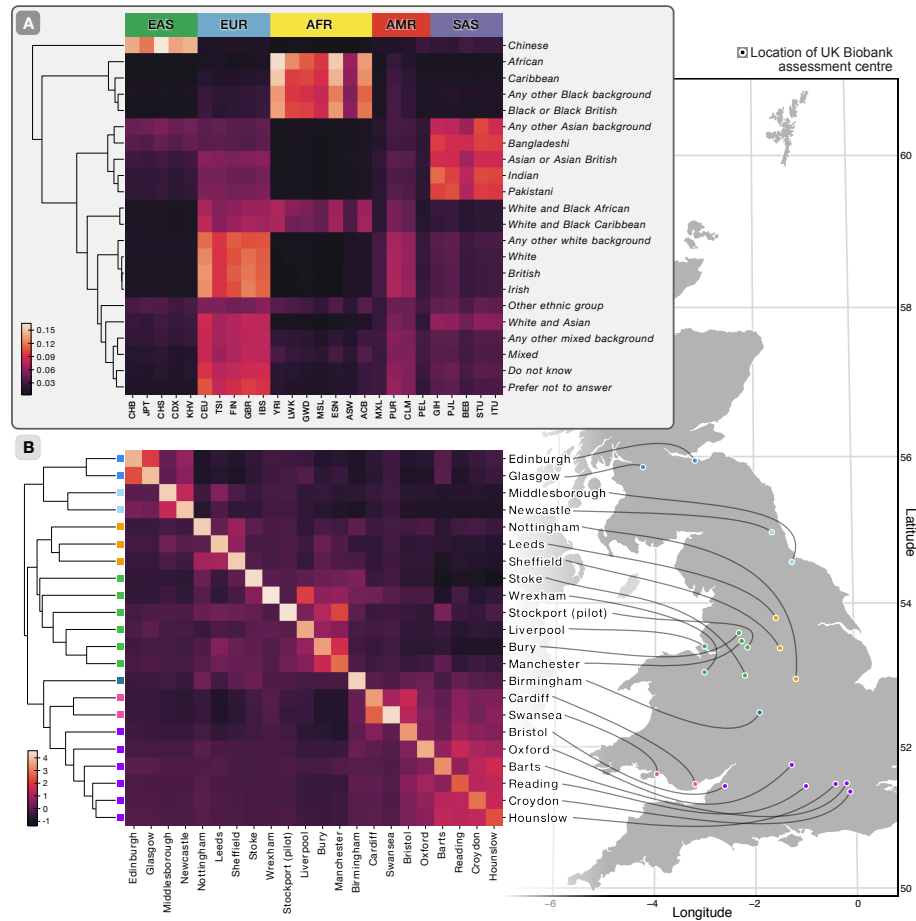 A
EAS EUR AFR AMR SAS
Chinese
African
Caribbean
Any other Black background
Black or Black British
Any other Asian background
Bangladeshi
Asian or Asian British
Indian
Pakistani
White and Black African
White and Black Caribbean
Any other white background
White
British
Irish
Other ethnic group
White and Asian
Any other mixed background
Mixed
Do not know
Prefer not to answer
0.15
0.12
0.09
0.06
0.03
CHB JPT CHS CDX KHV CEU TSI FIN GBR IBS YRI LWK GWD MSL ESN ASW ACB MXL PUR CLM PEL GIH PJL BEB STU ITU
Location of UK Biobank
assessment centre
60
58
56
54
52
50
Latitude
B
Edinburgh
Glasgow
Middlesborough
Newcastle
Nottingham
Leeds
Sheffield
Stoke
Wrexham
Stockport (pilot)
Liverpool
Bury
Manchester
Birmingham
Cardiff
Swansea
Bristol
Oxford
Barts
Reading
Croydon
Hounslow
4
3
2
1
0
-1
Edinburgh Glasgow Middlesborough Newcastle Nottingham Leeds Sheffield Stoke Wrexham Stockport (pilot) Liverpool Bury Manchester Birmingham Cardiff Swansea Bristol Oxford Barts Reading Croydon Hounslow
−6 −4 −2 0
Longitude